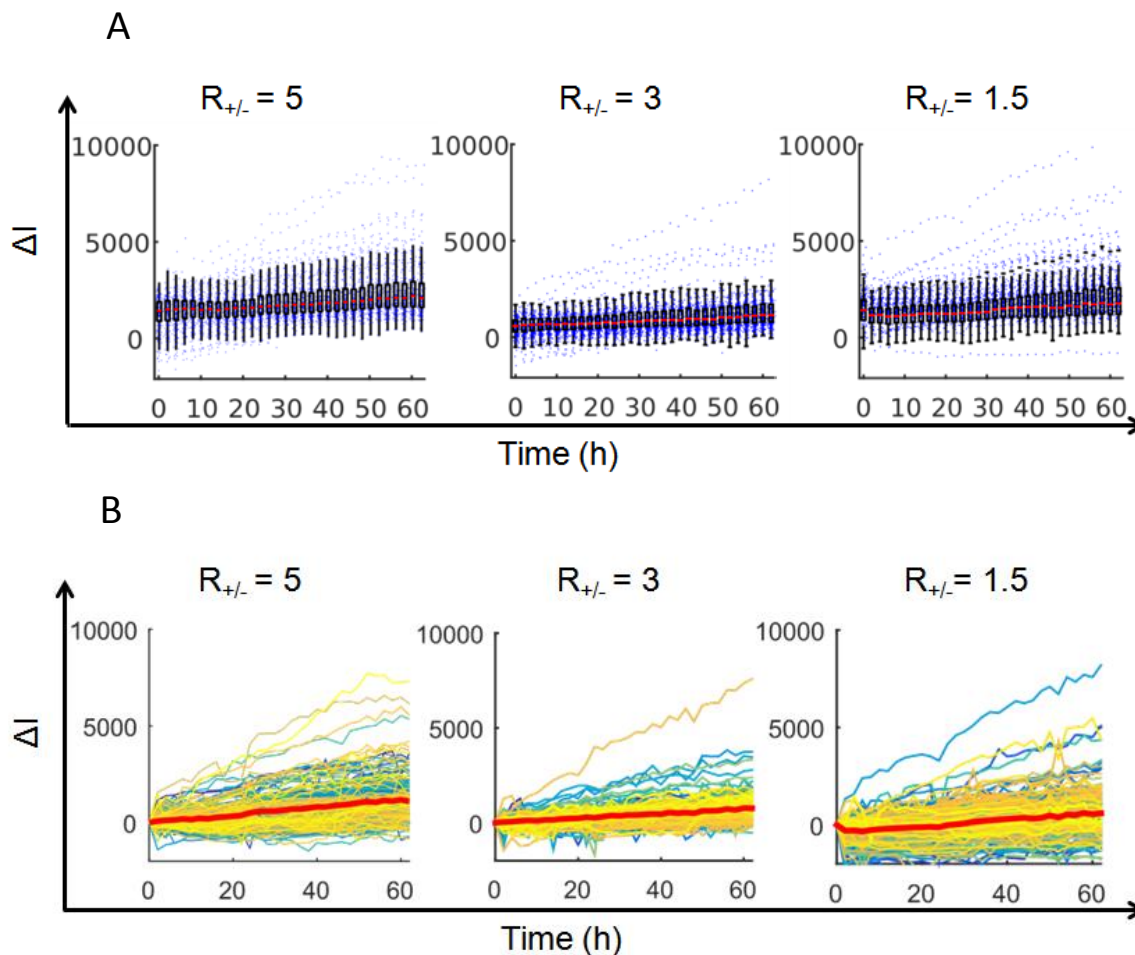 A
R+/- = 5 R+/- = 3 R+/- = 1.5
10000 10000 10000
5000 5000 5000
0 0 0
0 10 20 30 40 50 60 0 10 20 30 40 50 60 0 10 20 30 40 50 60
ΔI
Time (h)
B
R+/- = 5 R+/- = 3 R+/- = 1.5
10000 10000 10000
5000 5000 5000
0 0 0
0 20 40 60 0 20 40 60 0 20 40 60
ΔI
Time (h)